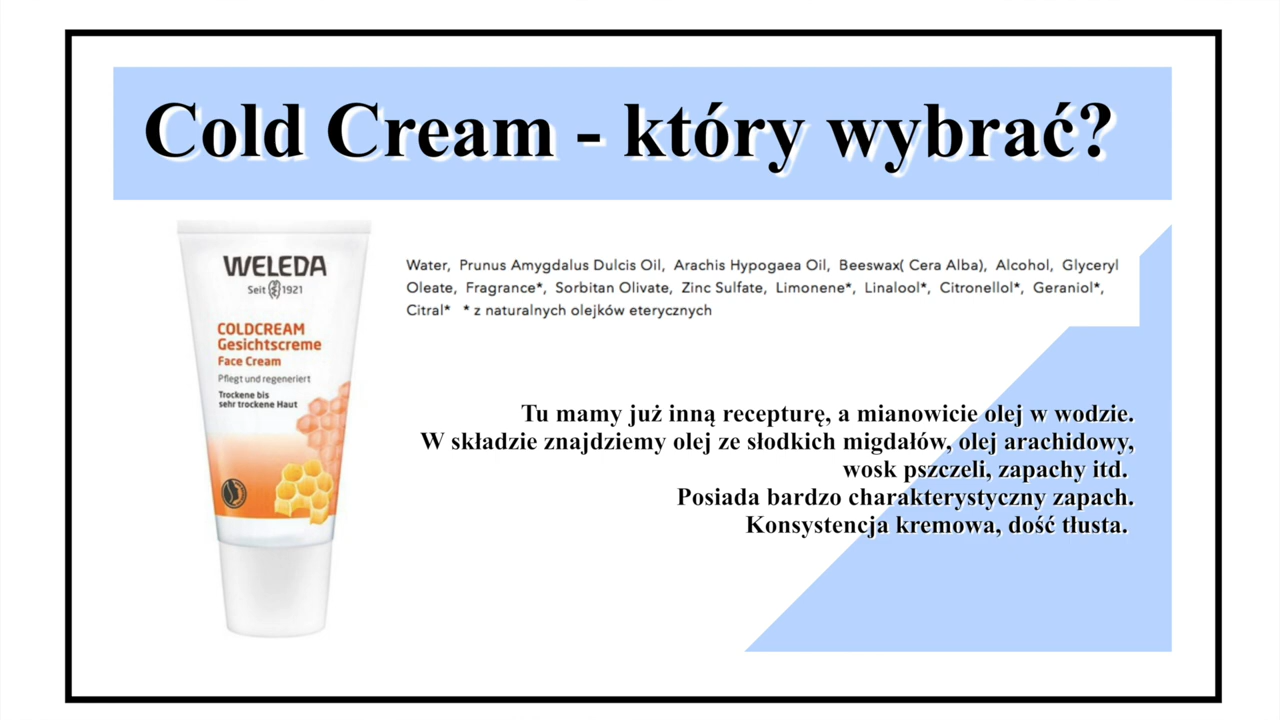 Cold Cream - który wybrać?
WELEDA
Seit 1921
COLDCREAM
Gesichtscreme
Face Cream
Pflegt und regeneriert
Trockene bis
sehr trockene Haut
Water, Prunus Amygdalus Dulcis Oil, Arachis Hypogaea Oil, Beeswax( Cera Alba), Alcohol, Glyceryl
Oleate, Fragrance*, Sorbitan Olivate, Zinc Sulfate, Limonene*, Linalool*, Citronellol*, Geraniol*,
Citral* * z naturalnych olejków eterycznych
Tu mamy już inną recepturę, a mianowicie olej w wodzie.
W składzie znajdziemy olej ze słodkich migdałów, olej arachidowy,
wosk pszczeli, zapachy itd.
Posiada bardzo charakterystyczny zapach.
Konsystencja kremowa, dość tłusta.